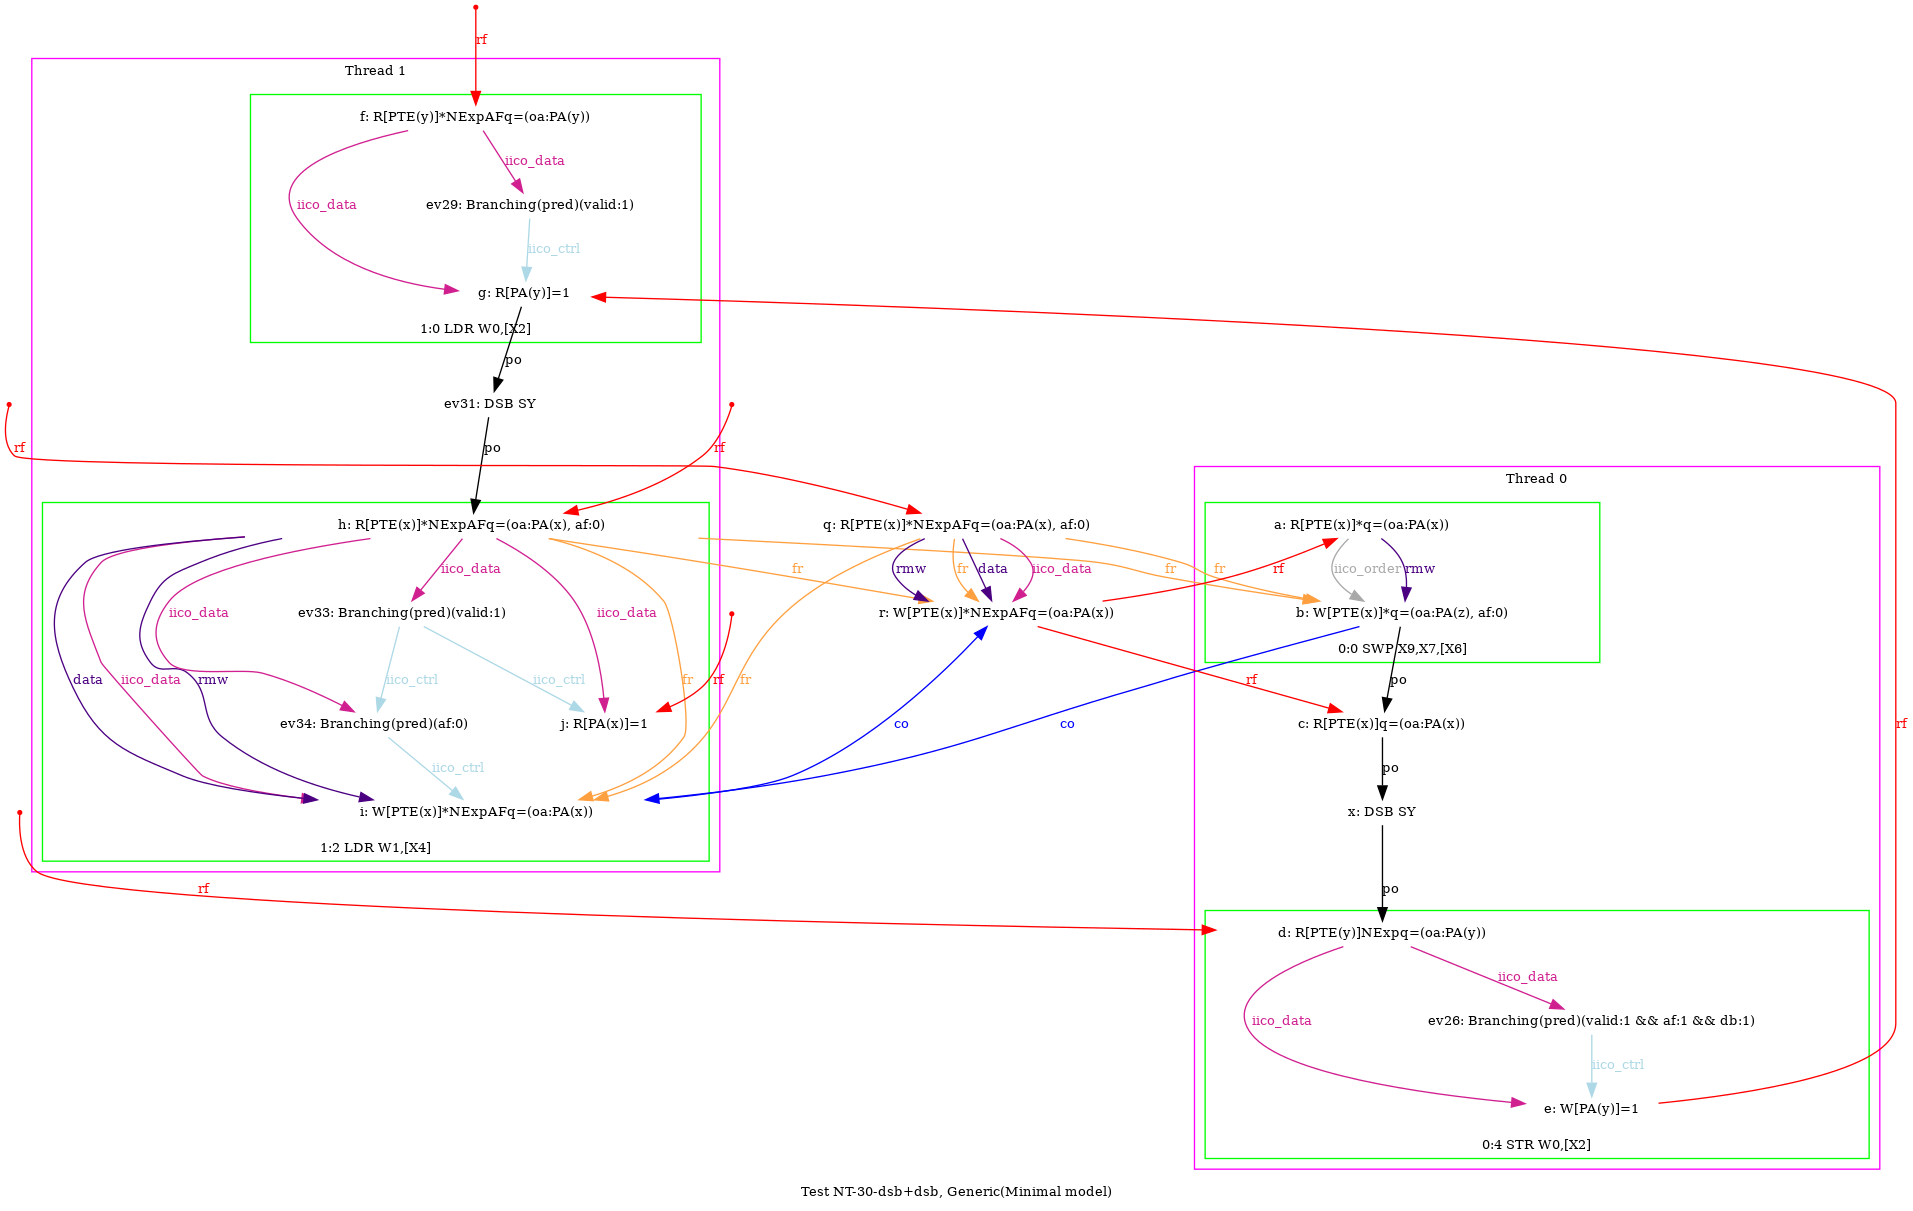 rf
Thread 1
f: R[PTE(y)]*NExpAFq=(oa:PA(y))
iico_data
iico_data
ev29: Branching(pred)(valid:1)
iico_ctrl
g: R[PA(y)]=1
1:0 LDR W0,[X2]
po
ev31: DSB SY
rf
po
rf
Thread 0
h: R[PTE(x)]*NExpAFq=(oa:PA(x), af:0)
q: R[PTE(x)]*NExpAFq=(oa:PA(x), af:0)
a: R[PTE(x)]*q=(oa:PA(x))
iico_data
fr
rmw
fr
data
iico_data
fr
fr
rf
iico_order
rmw
iico_data
ev33: Branching(pred)(valid:1)
iico_data
r: W[PTE(x)]*NExpAFq=(oa:PA(x))
b: W[PTE(x)]*q=(oa:PA(z), af:0)
0:0 SWP X9,X7,[X6]
data
iico_data
rmw
iico_ctrl
iico_ctrl
fr
rf
fr
rf
po
ev34: Branching(pred)(af:0)
j: R[PA(x)]=1
co
co
c: R[PTE(x)]q=(oa:PA(x))
rf
iico_ctrl
po
i: W[PTE(x)]*NExpAFq=(oa:PA(x))
x: DSB SY
1:2 LDR W1,[X4]
rf
po
d: R[PTE(y)]NExpq=(oa:PA(y))
iico_data
iico_data
ev26: Branching(pred)(valid:1 && af:1 && db:1)
iico_ctrl
e: W[PA(y)]=1
0:4 STR W0,[X2]
Test NT-30-dsb+dsb, Generic(Minimal model)